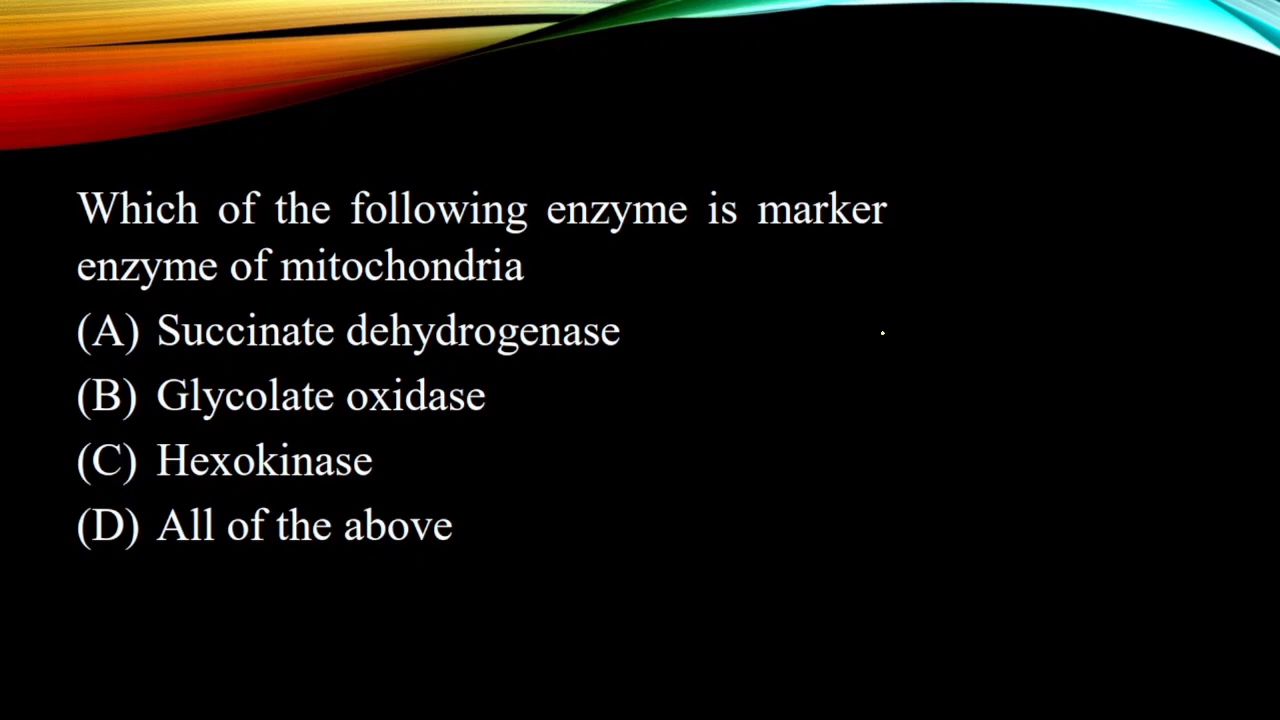 Which of the following enzyme is marker
enzyme of mitochondria
(A) Succinate dehydrogenase
(B) Glycolate oxidase
(C) Hexokinase
(D) All of the above